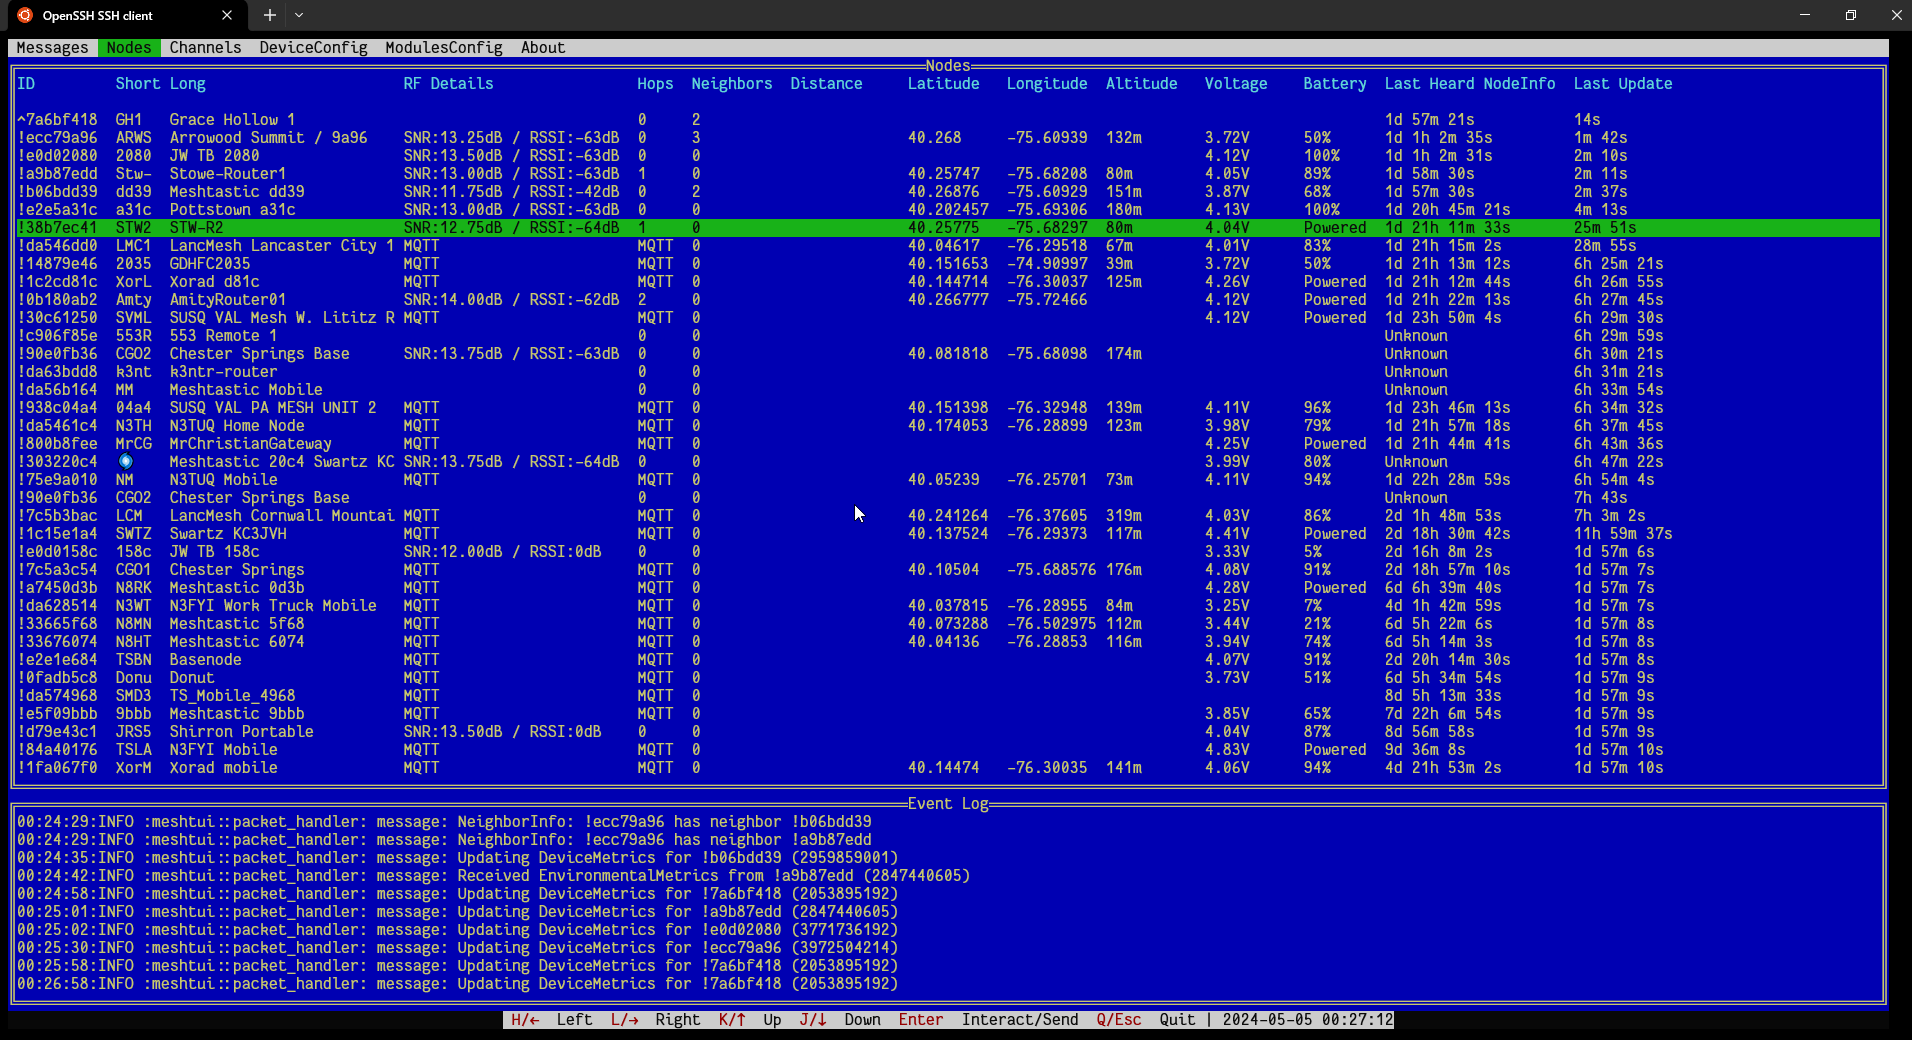 OpenSSH SSH client
Messages Nodes Channels DeviceConfig ModulesConfig About
Nodes
ID Short Long RF Details Hops Neighbors Distance Latitude Longitude Altitude Voltage Battery Last Heard NodeInfo Last Update
^7a6bf418 GH1 Grace Hollow 1 0 2 1d 57m 21s 14s
!ecc79a96 ARWS Arrowood Summit / 9a96 SNR:13.25dB / RSSI:-63dB 0 3 40.268 -75.60939 132m 3.72V 50% 1d 1h 2m 35s 1m 42s
!e0d02080 2080 JW TB 2080 SNR:13.50dB / RSSI:-63dB 0 0 4.12V 100% 1d 1h 2m 31s 2m 10s
!a9b87edd Stw- Stowe-Router1 SNR:13.00dB / RSSI:-63dB 1 0 40.25747 -75.68208 80m 4.05V 89% 1d 58m 30s 2m 11s
!b06bdd39 dd39 Meshtastic dd39 SNR:11.75dB / RSSI:-42dB 0 2 40.26876 -75.60929 151m 3.87V 68% 1d 57m 30s 2m 37s
!e2e5a31c a31c Pottstown a31c SNR:13.00dB / RSSI:-63dB 0 0 40.202457 -75.69306 180m 4.13V 100% 1d 20h 45m 21s 4m 13s
!38b7ec41 STW2 STW-R2 SNR:12.75dB / RSSI:-64dB 1 0 40.25775 -75.68297 80m 4.04V Powered 1d 21h 11m 33s 25m 51s
!da546dd0 LMC1 LancMesh Lancaster City 1 MQTT MQTT 0 40.04617 -76.29518 67m 4.01V 83% 1d 21h 15m 2s 28m 55s
!14879e46 2035 GDHFC2035 MQTT MQTT 0 40.151653 -74.90997 39m 3.72V 50% 1d 21h 13m 12s 6h 25m 21s
!1c2cd81c XorL Xorad d81c MQTT MQTT 0 40.144714 -76.30037 125m 4.26V Powered 1d 21h 12m 44s 6h 26m 55s
!0b180ab2 Amty AmityRouter01 SNR:14.00dB / RSSI:-62dB 2 0 40.266777 -75.72466 4.12V Powered 1d 21h 22m 13s 6h 27m 45s
!30c61250 SVML SUSQ VAL Mesh W. Lititz R MQTT MQTT 0 4.12V Powered 1d 23h 50m 4s 6h 29m 30s
!c906f85e 553R 553 Remote 1 0 0 Unknown 6h 29m 59s
!90e0fb36 CGO2 Chester Springs Base SNR:13.75dB / RSSI:-63dB 0 0 40.081818 -75.68098 174m Unknown 6h 30m 21s
!da63bdd8 k3nt k3ntr-router 0 0 Unknown 6h 31m 21s
!da56b164 MM Meshtastic Mobile 0 0 Unknown 6h 33m 54s
!938c04a4 04a4 SUSQ VAL PA MESH UNIT 2 MQTT MQTT 0 40.151398 -76.32948 139m 4.11V 96% 1d 23h 46m 13s 6h 34m 32s
!da5461c4 N3TH N3TUQ Home Node MQTT MQTT 0 40.174053 -76.28899 123m 3.98V 79% 1d 21h 57m 18s 6h 37m 45s
!800b8fee MrCG MrChristianGateway MQTT MQTT 0 4.25V Powered 1d 21h 44m 41s 6h 43m 36s
!303220c4 🌀 Meshtastic 20c4 Swartz KC SNR:13.75dB / RSSI:-64dB 0 0 3.99V 80% Unknown 6h 47m 22s
!75e9a010 NM N3TUQ Mobile MQTT MQTT 0 40.05239 -76.25701 73m 4.11V 94% 1d 22h 28m 59s 6h 54m 4s
!90e0fb36 CGO2 Chester Springs Base 0 0 Unknown 7h 43s
!7c5b3bac LCM LancMesh Cornwall Mountai MQTT MQTT 0 40.241264 -76.37605 319m 4.03V 86% 2d 1h 48m 53s 7h 3m 2s
!1c15e1a4 SWTZ Swartz KC3JVH MQTT MQTT 0 40.137524 -76.29373 117m 4.41V Powered 2d 18h 30m 42s 11h 59m 37s
!e0d0158c 158c JW TB 158c SNR:12.00dB / RSSI:0dB 0 0 3.33V 5% 2d 16h 8m 2s 1d 57m 6s
!7c5a3c54 CGO1 Chester Springs MQTT MQTT 0 40.10504 -75.688576 176m 4.08V 91% 2d 18h 57m 10s 1d 57m 7s
!a7450d3b N8RK Meshtastic 0d3b MQTT MQTT 0 4.28V Powered 6d 6h 39m 40s 1d 57m 7s
!da628514 N3WT N3FYI Work Truck Mobile MQTT MQTT 0 40.037815 -76.28955 84m 3.25V 7% 4d 1h 42m 59s 1d 57m 7s
!33665f68 N8MN Meshtastic 5f68 MQTT MQTT 0 40.073288 -76.502975 112m 3.44V 21% 6d 5h 22m 6s 1d 57m 8s
!33676074 N8HT Meshtastic 6074 MQTT MQTT 0 40.04136 -76.28853 116m 3.94V 74% 6d 5h 14m 3s 1d 57m 8s
!e2e1e684 TSBN Basenode MQTT MQTT 0 4.07V 91% 2d 20h 14m 30s 1d 57m 8s
!0fadb5c8 Donu Donut MQTT MQTT 0 3.73V 51% 6d 5h 34m 54s 1d 57m 9s
!da574968 SMD3 TS_Mobile_4968 MQTT MQTT 0 8d 5h 13m 33s 1d 57m 9s
!e5f09bbb 9bbb Meshtastic 9bbb MQTT MQTT 0 3.85V 65% 7d 22h 6m 54s 1d 57m 9s
!d79e43c1 JRS5 Shirron Portable SNR:13.50dB / RSSI:0dB 0 0 4.04V 87% 8d 56m 58s 1d 57m 9s
!84a40176 TSLA N3FYI Mobile MQTT MQTT 0 4.83V Powered 9d 36m 8s 1d 57m 10s
!1fa067f0 XorM Xorad mobile MQTT MQTT 0 40.14474 -76.30035 141m 4.06V 94% 4d 21h 53m 2s 1d 57m 10s
Event Log
00:24:29:INFO :meshtui::packet_handler: message: NeighborInfo: !ecc79a96 has neighbor !b06bdd39
00:24:29:INFO :meshtui::packet_handler: message: NeighborInfo: !ecc79a96 has neighbor !a9b87edd
00:24:35:INFO :meshtui::packet_handler: message: Updating DeviceMetrics for !b06bdd39 (2959859001)
00:24:42:INFO :meshtui::packet_handler: message: Received EnvironmentalMetrics from !a9b87edd (2847440605)
00:24:58:INFO :meshtui::packet_handler: message: Updating DeviceMetrics for !7a6bf418 (2053895192)
00:25:01:INFO :meshtui::packet_handler: message: Updating DeviceMetrics for !a9b87edd (2847440605)
00:25:02:INFO :meshtui::packet_handler: message: Updating DeviceMetrics for !e0d02080 (3771736192)
00:25:30:INFO :meshtui::packet_handler: message: Updating DeviceMetrics for !ecc79a96 (3972504214)
00:25:58:INFO :meshtui::packet_handler: message: Updating DeviceMetrics for !7a6bf418 (2053895192)
00:26:58:INFO :meshtui::packet_handler: message: Updating DeviceMetrics for !7a6bf418 (2053895192)
H/← Left L/→ Right K/↑ Up J/↓ Down Enter Interact/Send Q/Esc Quit | 2024-05-05 00:27:12